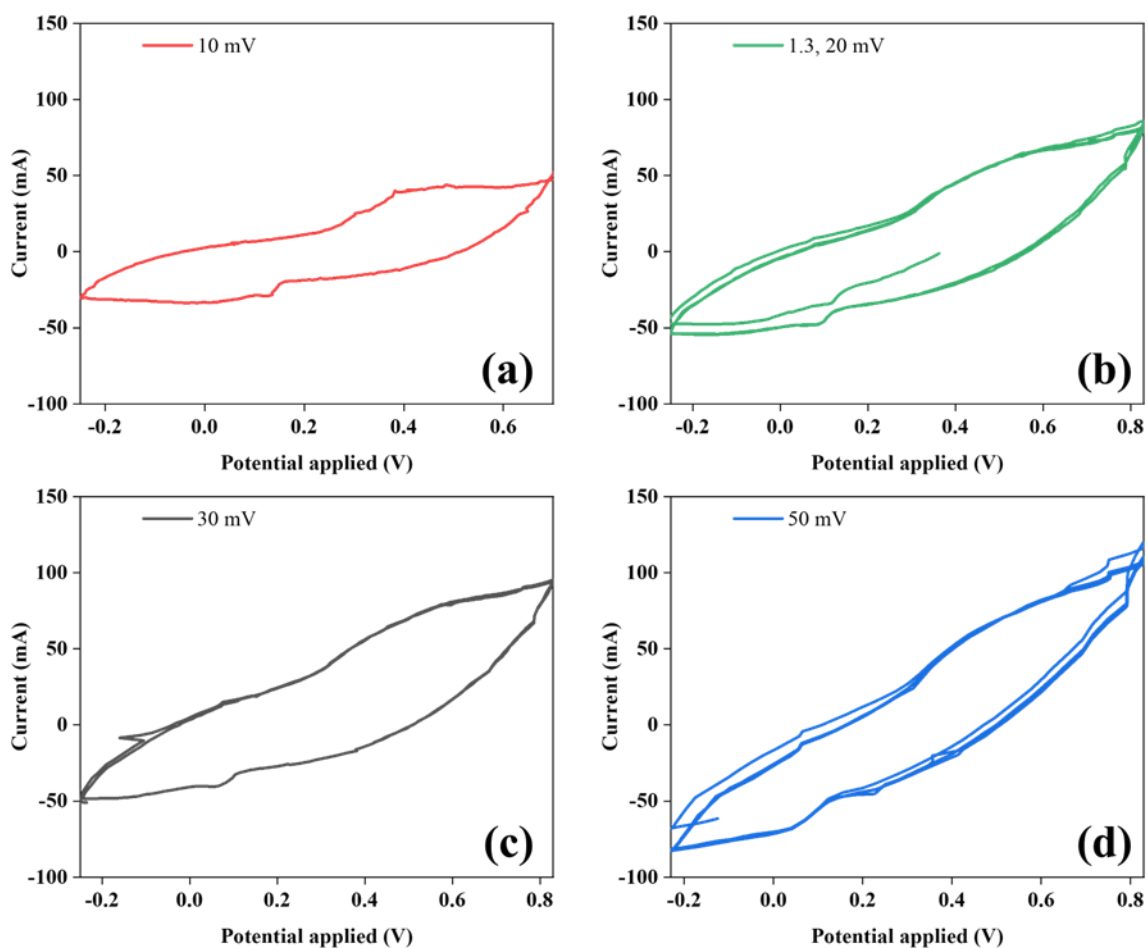 150
10 mV
100
50
0
-50
-100
Current (mA)
(a)
-0.2 0.0 0.2 0.4 0.6
Potential applied (V)
150
1.3, 20 mV
100
50
0
-50
-100
Current (mA)
(b)
-0.2 0.0 0.2 0.4 0.6 0.8
Potential applied (V)
150
30 mV
100
50
0
-50
-100
Current (mA)
(c)
-0.2 0.0 0.2 0.4 0.6 0.8
Potential applied (V)
150
50 mV
100
50
0
-50
-100
Current (mA)
(d)
-0.2 0.0 0.2 0.4 0.6 0.8
Potential applied (V)